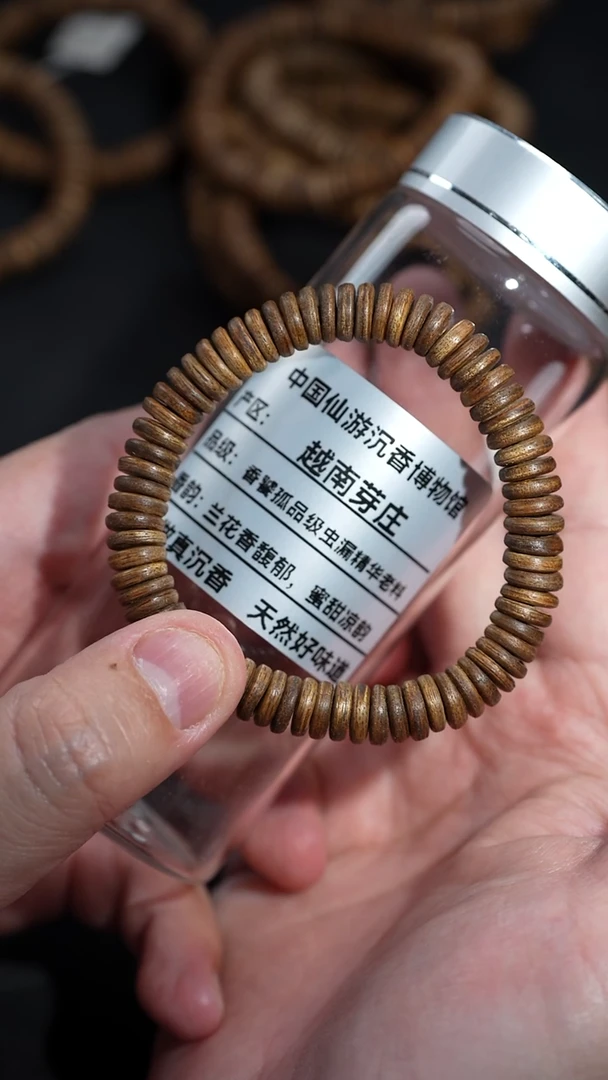 中国仙游沉香博物馆
产区: 越南芽庄
品级: 香饕孤品级虫漏精华老料
香韵: 兰花香馥郁，蜜甜凉韵
真沉香 天然好味道